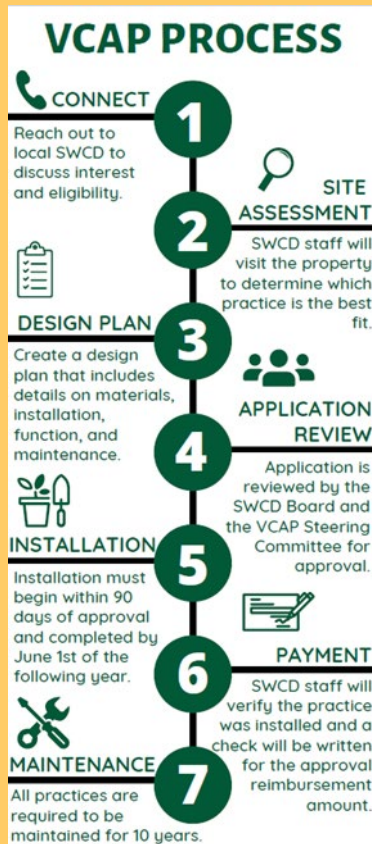 VCAP PROCESS
CONNECT
1
Reach out to
local SWCD to
discuss interest
and eligibility.
2
SITE
ASSESSMENT
SWCD staff will
visit the property
to determine which
practice is the best
fit.
DESIGN PLAN
3
Create a design
plan that includes
details on materials,
installation,
function, and
maintenance.
4
APPLICATION
REVIEW
Application is
reviewed by the
SWCD Board and
the VCAP Steering
Committee for
approval.
INSTALLATION
5
Installation must
begin within 90
days of approval
and completed by
June 1st of the
following year.
6
PAYMENT
SWCD staff will
verify the practice
was installed and a
check will be written
for the approval
reimbursement
amount.
MAINTENANCE
7
All practices are
required to be
maintained for 10 years.